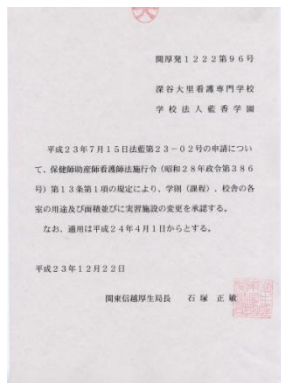 関厚発1222第96号
深谷大里看護専門学校
学校法人藍香学園
平成23年7月15日法藍第23-02号の申請につい
て、保健師助産師看護師法施行令(昭和28年政令第386
号)第13条第1項の規定により、学則(課程)、校舎の各
室の用途及び面積並びに実習施設の変更を承認する。
なお、適用は平成24年4月1日からとする。
平成23年12月22日
関東信越厚生局長 石塚 正敏